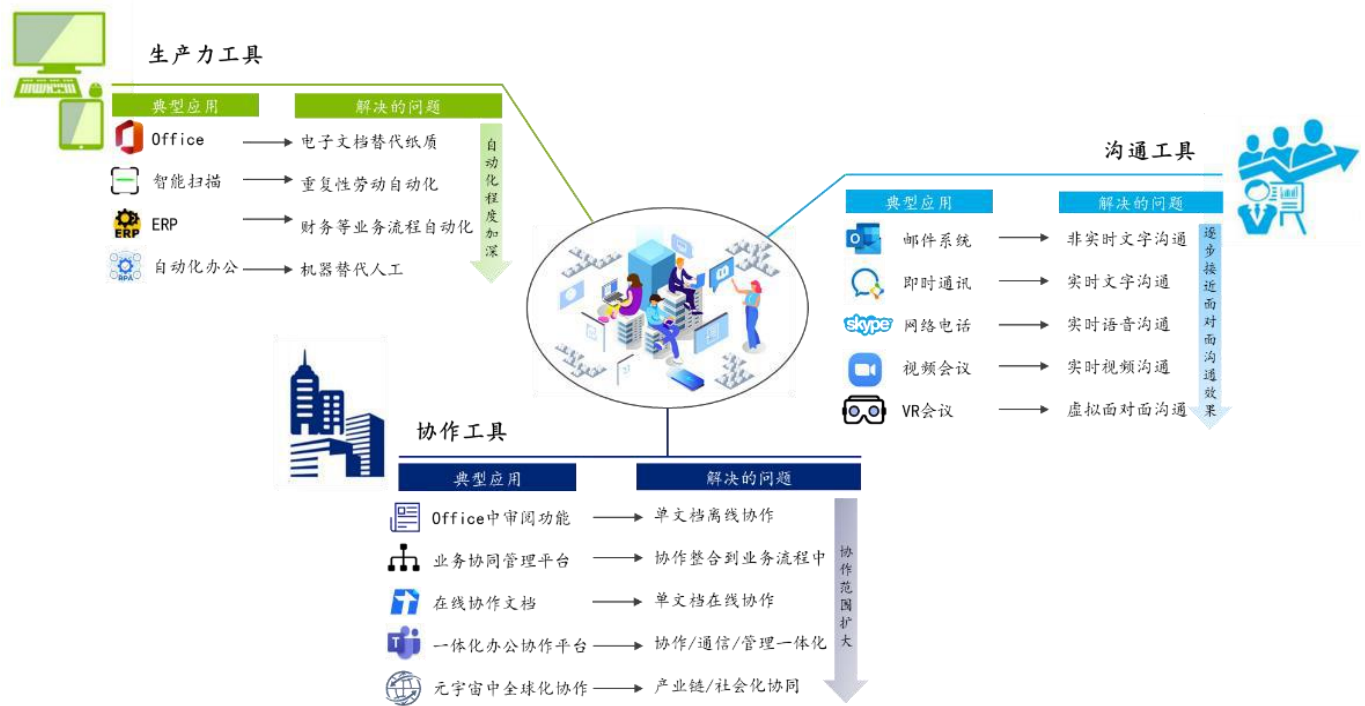 生产力工具
典型应用 解决的问题
Office 电子文档替代纸质
智能扫描 重复性劳动自动化
ERP ERP 财务等业务流程自动化
RPA 自动化办公 机器替代人工
自动化程度加深
沟通工具
典型应用 解决的问题
邮件系统 非实时文字沟通
即时通讯 实时文字沟通
skype 网络电话 实时语音沟通
视频会议 实时视频沟通
VR会议 虚拟面对面沟通
逐步接近面对面沟通效果
协作工具
典型应用 解决的问题
Office中审阅功能 单文档离线协作
业务协同管理平台 协作整合到业务流程中
在线协作文档 单文档在线协作
一体化办公协作平台 协作/通信/管理一体化
元宇宙中全球化协作 产业链/社会化协同
协作范围扩大